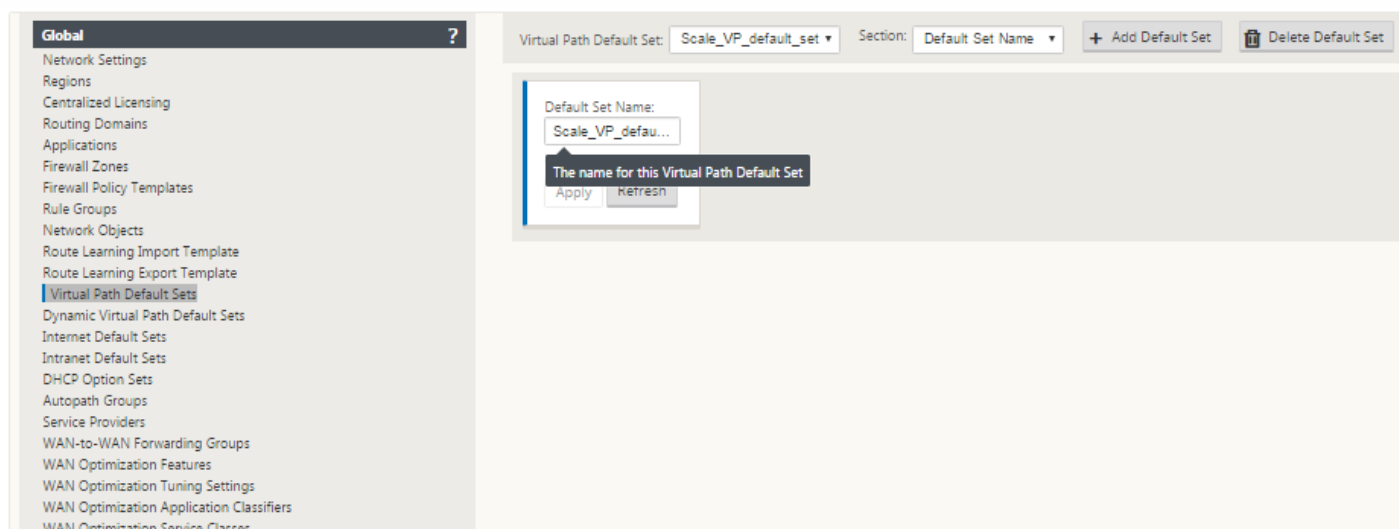 Global ?
Network Settings
Regions
Centralized Licensing
Routing Domains
Applications
Firewall Zones
Firewall Policy Templates
Rule Groups
Network Objects
Route Learning Import Template
Route Learning Export Template
Virtual Path Default Sets
Dynamic Virtual Path Default Sets
Internet Default Sets
Intranet Default Sets
DHCP Option Sets
Autopath Groups
Service Providers
WAN-to-WAN Forwarding Groups
WAN Optimization Features
WAN Optimization Tuning Settings
WAN Optimization Application Classifiers
WAN Optimization Service Classes
Virtual Path Default Set: Scale_VP_default_set Section: Default Set Name + Add Default Set Delete Default Set
Default Set Name:
Scale_VP_defau...
The name for this Virtual Path Default Set
Apply Refresh